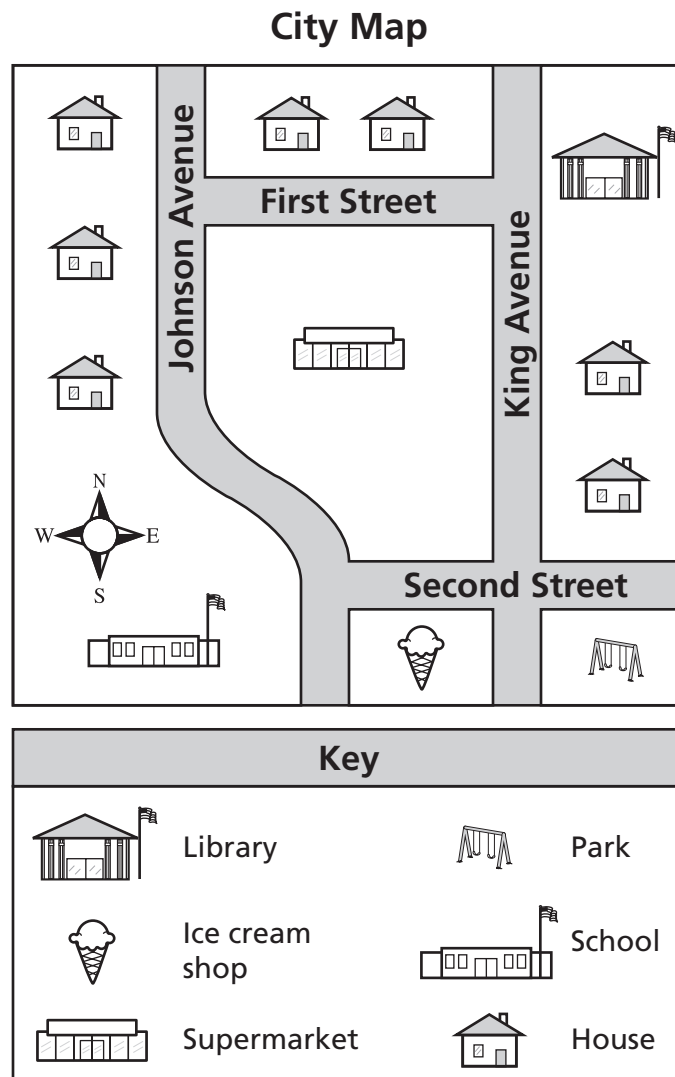 City Map
Johnson Avenue
First Street
King Avenue
N
W
E
S
Second Street
Key
Library
Park
Ice cream
shop
School
Supermarket
House